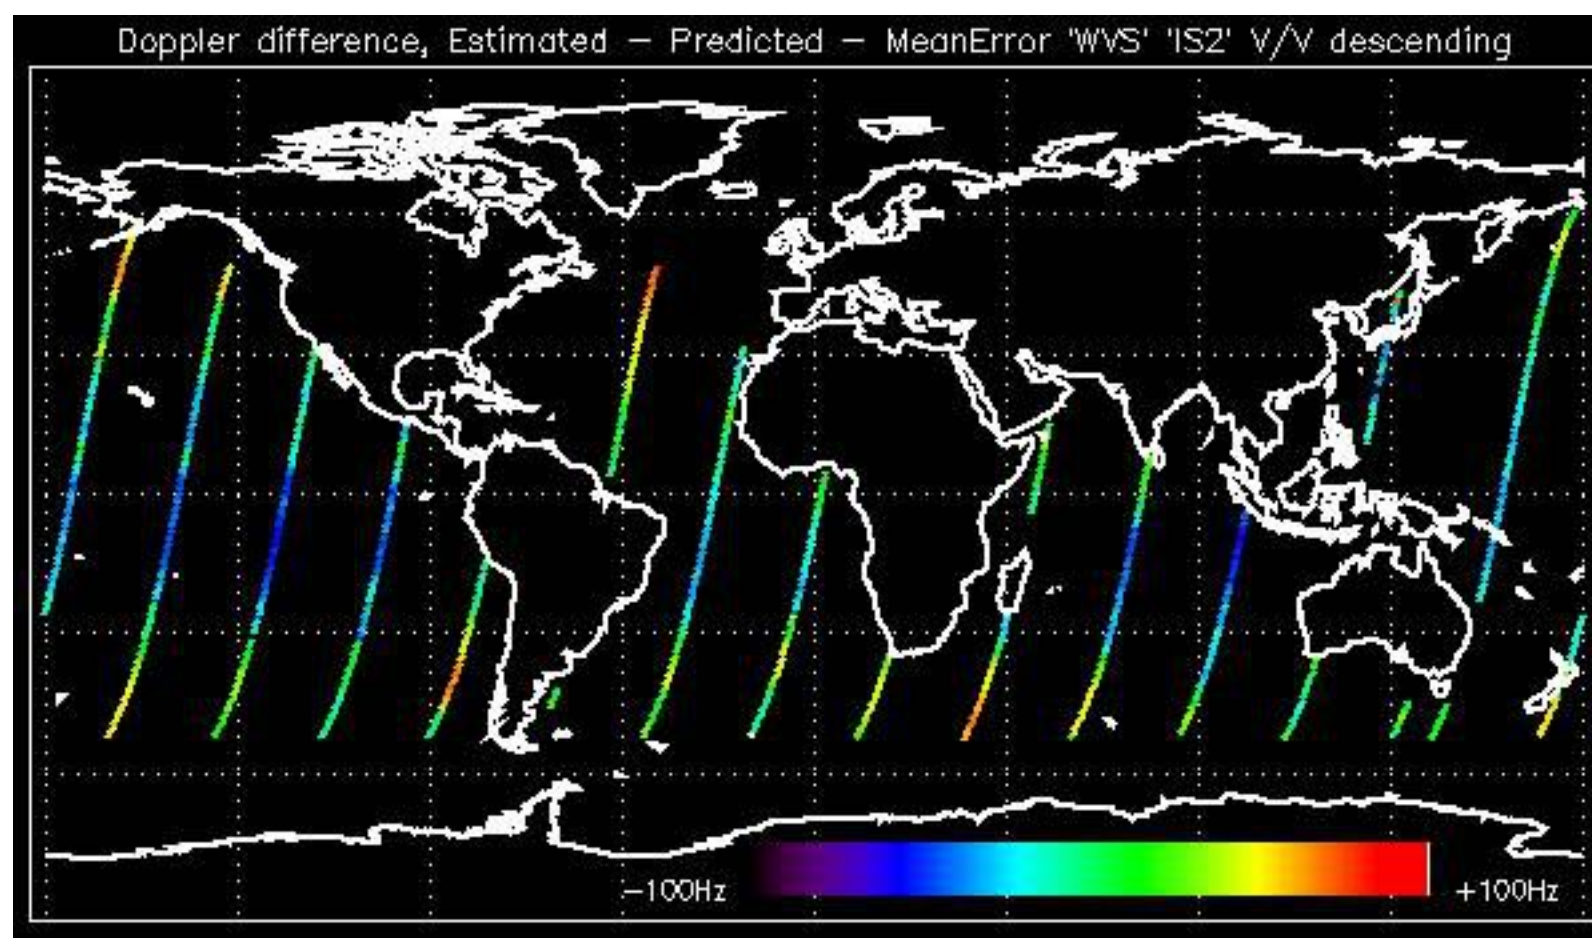 Doppler difference, Estimated – Predicted – MeanError 'WVS' 'IS2' V/V descending
–100Hz +100Hz